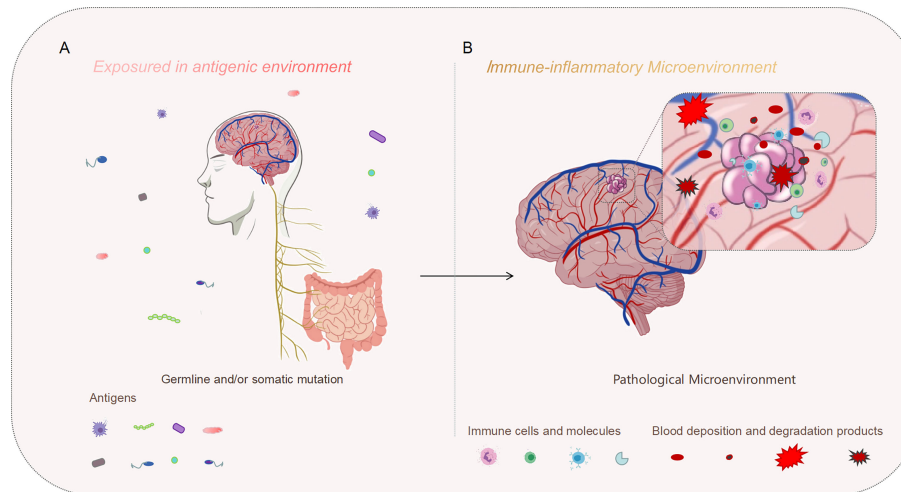 A
Exposured in antigenic environment
B
Immune-inflammatory Microenvironment
Germline and/or somatic mutation
Pathological Microenvironment
Antigens
Immune cells and molecules
Blood deposition and degradation products